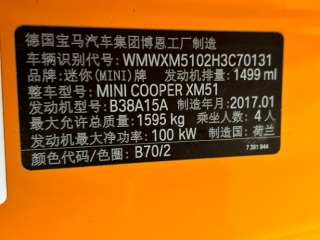 德国宝马汽车集团博恩工厂制造
车辆识别代号: WMWXM5102H3C70131
品牌: 迷你(MINI)牌 发动机排量: 1499 ml
整车型号: MINI COOPER XM51
发动机型号: B38A15A 制造年月: 2017.01
最大允许总质量: 1595 kg 乘坐人数: 4 人
发动机最大净功率: 100 kW 制造国: 荷兰
颜色代码/色圈: B70/2
7 391 944